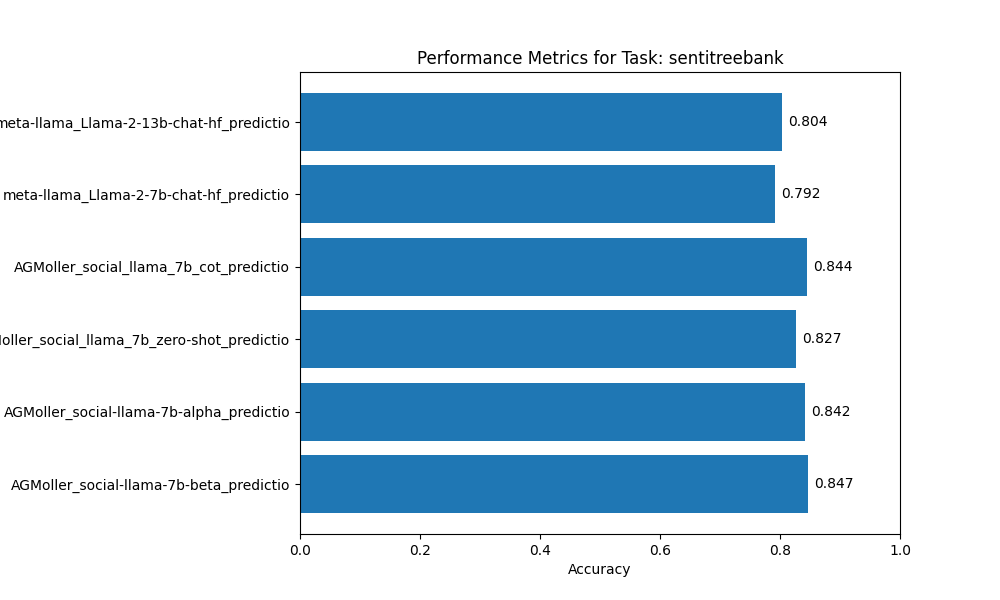 Performance Metrics for Task: sentitreebank
meta-llama_Llama-2-13b-chat-hf_predictio
0.804
meta-llama_Llama-2-7b-chat-hf_predictio
0.792
AGMoller_social_llama_7b_cot_predictio
0.844
oller_social_llama_7b_zero-shot_predictio
0.827
AGMoller_social-llama-7b-alpha_predictio
0.842
AGMoller_social-llama-7b-beta_predictio
0.847
0.0 0.2 0.4 0.6 0.8 1.0
Accuracy